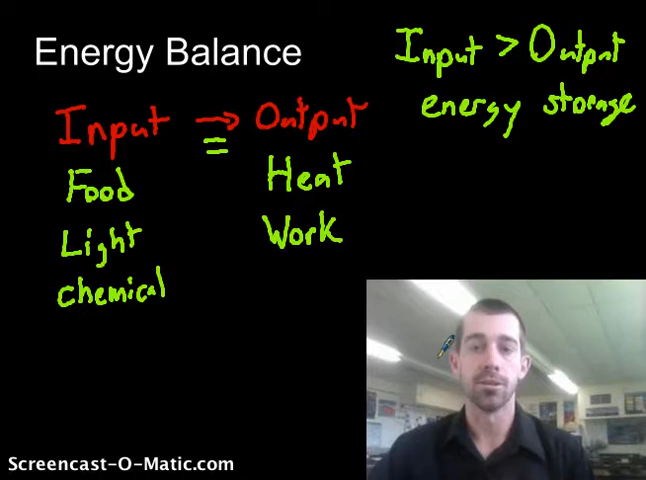 Energy Balance
Input → Output
=
Food Heat
Light Work
chemical
Input > Output
energy storage
Screencast-O-Matic.com